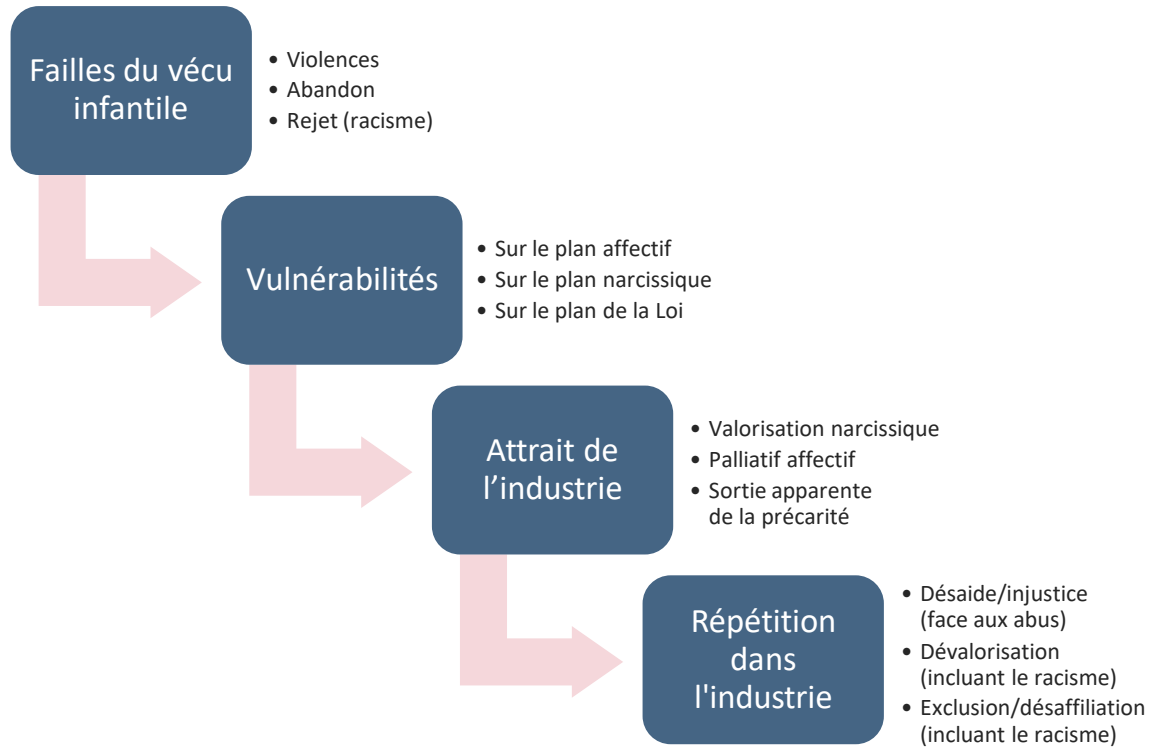 Failles du vécu
infantile
• Violences
• Abandon
• Rejet (racisme)
Vulnérabilités
• Sur le plan affectif
• Sur le plan narcissique
• Sur le plan de la Loi
Attrait de
l’industrie
• Valorisation narcissique
• Palliatif affectif
• Sortie apparente
de la précarité
Répétition
dans
l'industrie
• Désaide/injustice
(face aux abus)
• Dévalorisation
(incluant le racisme)
• Exclusion/désaffiliation
(incluant le racisme)